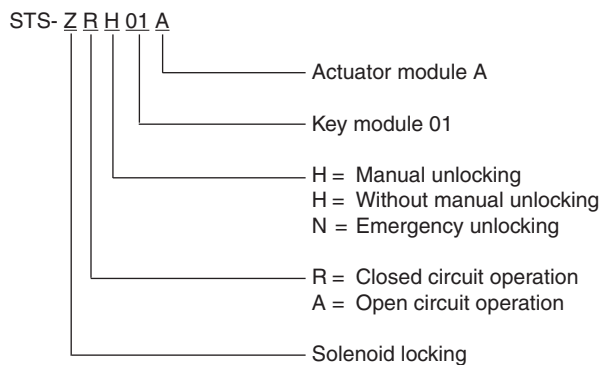 STS- Z R H 01 A
Actuator module A
Key module 01
H = Manual unlocking
H = Without manual unlocking
N = Emergency unlocking
R = Closed circuit operation
A = Open circuit operation
Solenoid locking